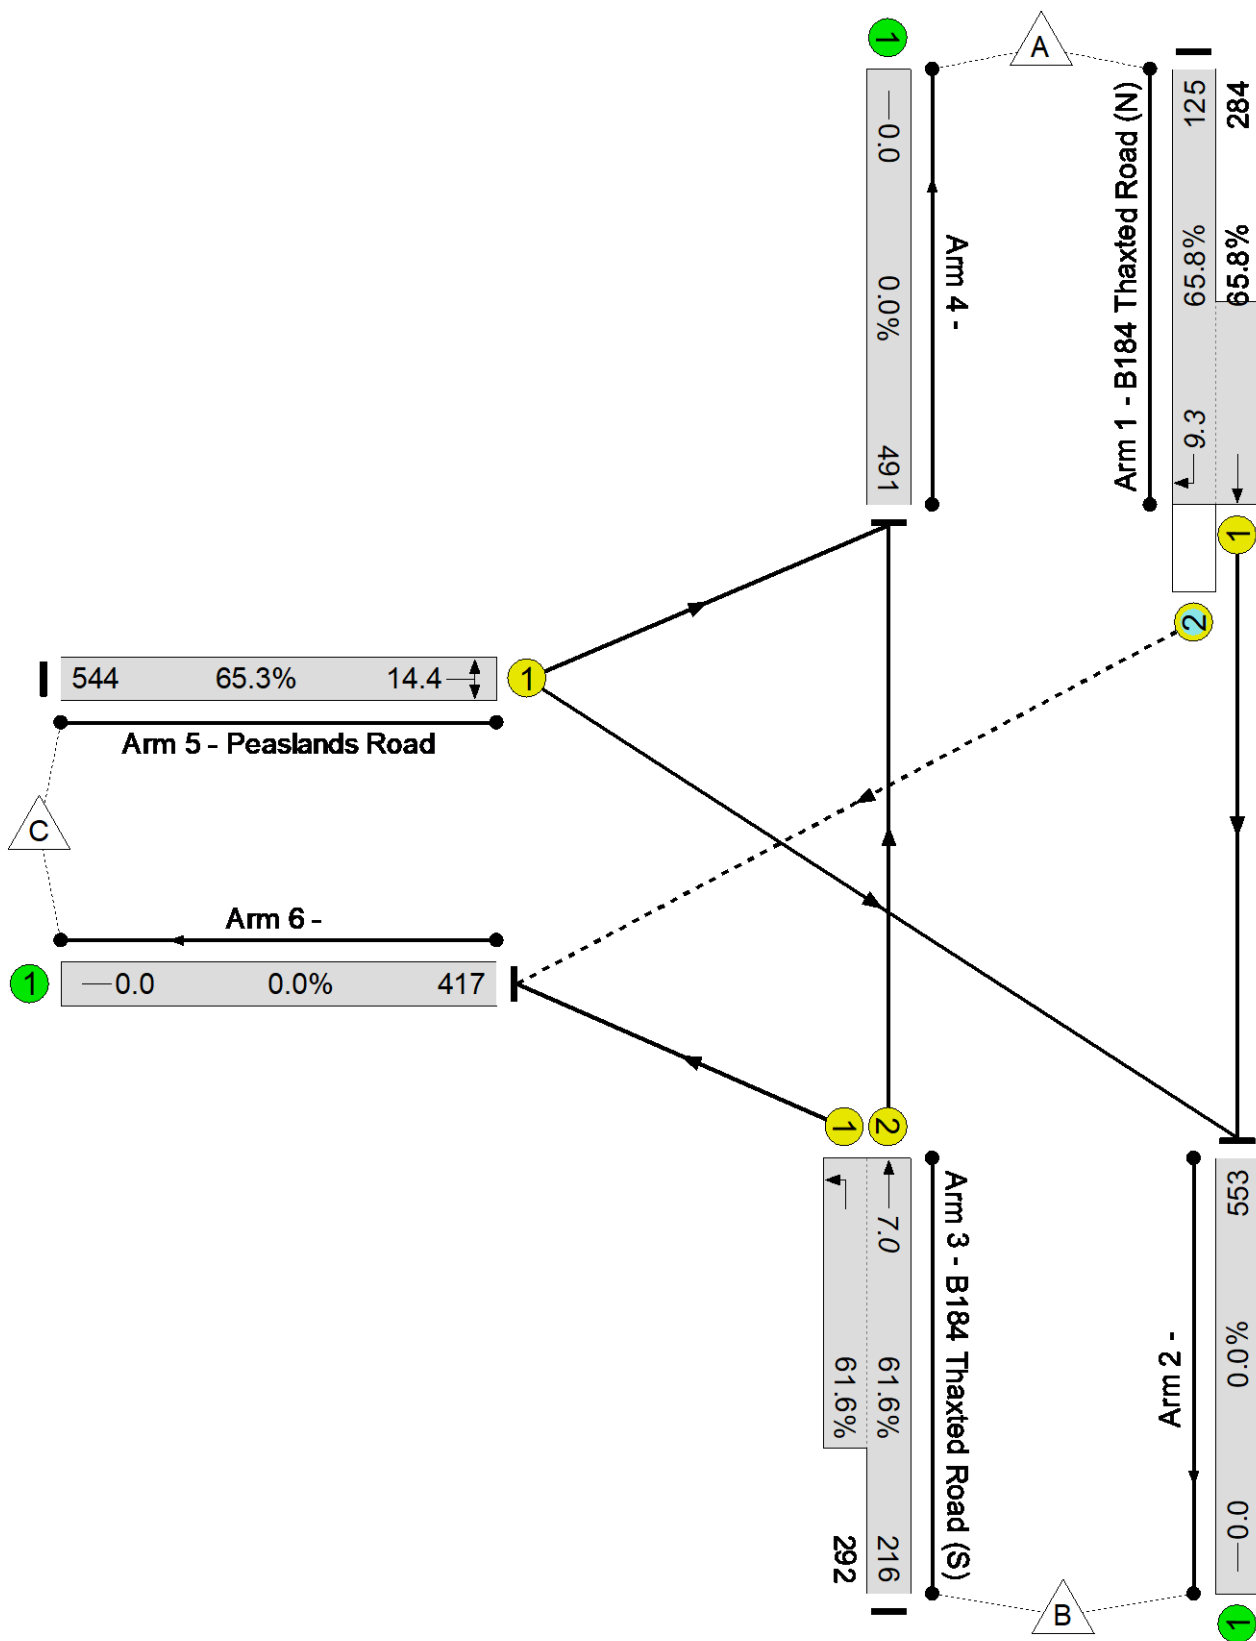 1
A
—0.0 0.0% 491
Arm 4 -
Arm 1 - B184 Thaxted Road (N)
125 65.8% 9.3
284 65.8%
1
2
544 65.3% 14.4
1
Arm 5 - Peaslands Road
C
Arm 6 -
1
—0.0 0.0% 417
1
2
7.0 61.6% 216
61.6% 292
Arm 3 - B184 Thaxted Road (S)
Arm 2 -
553 0.0% —0.0
B
1